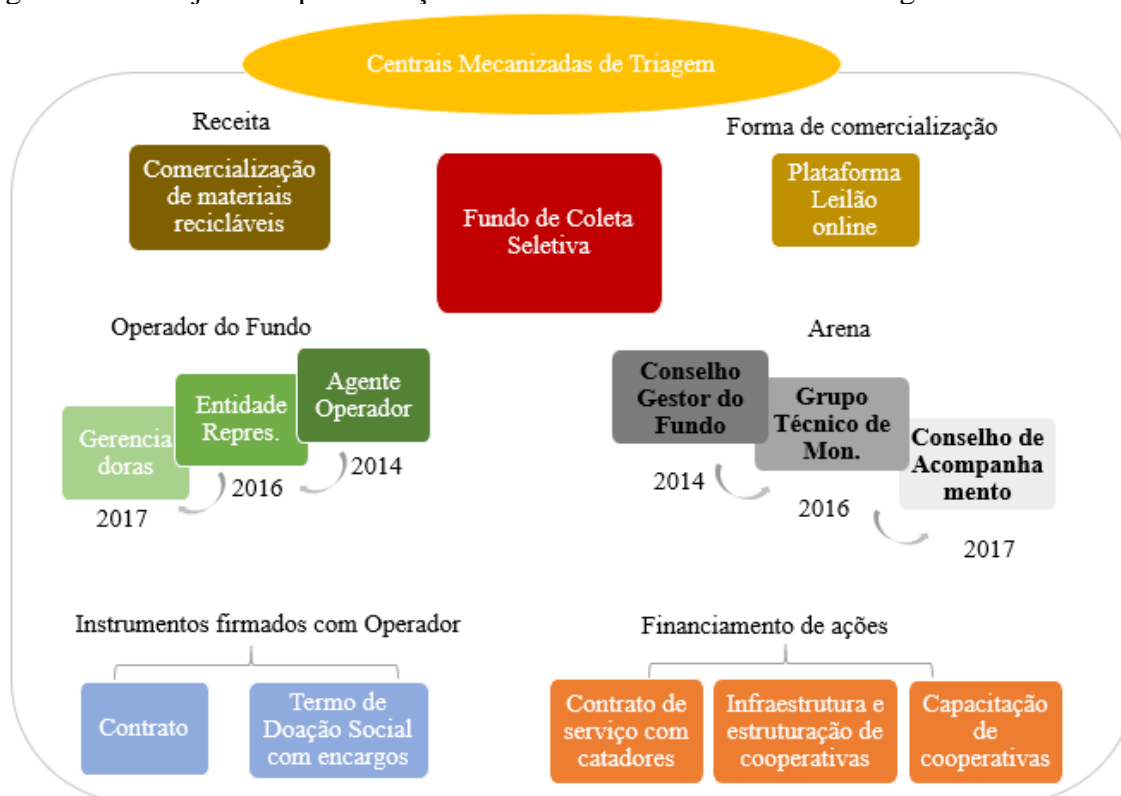 Centrais Mecanizadas de Triagem
Receita
Comercialização
de materiais
recicláveis
Fundo de Coleta
Seletiva
Forma de comercialização
Plataforma
Leilão
online
Operador do Fundo
Agente
Operador
2014
Entidade
Repres.
2016
Gerencia
doras
2017
Arena
Conselho
Gestor do
Fundo
2014
Grupo
Técnico de
Mon.
2016
Conselho de
Acompanha
mento
2017
Instrumentos firmados com Operador
Contrato
Termo de
Doação Social
com encargos
Financiamento de ações
Contrato de
serviço com
catadores
Infraestrutura e
estruturação de
cooperativas
Capacitação
de
cooperativas